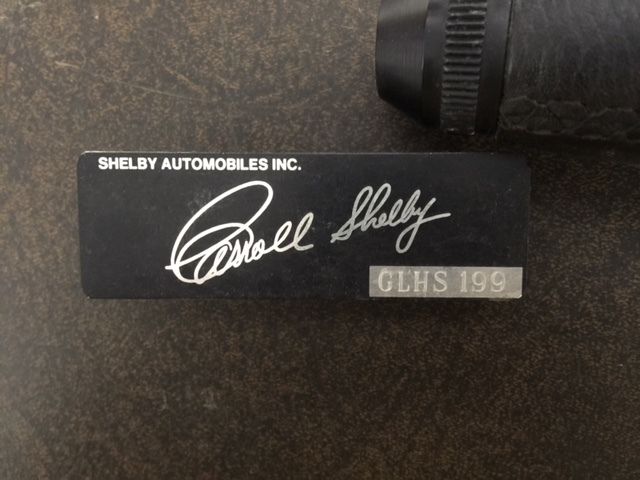 SHELBY AUTOMOBILES INC.
Carroll Shelby
GLHS 199